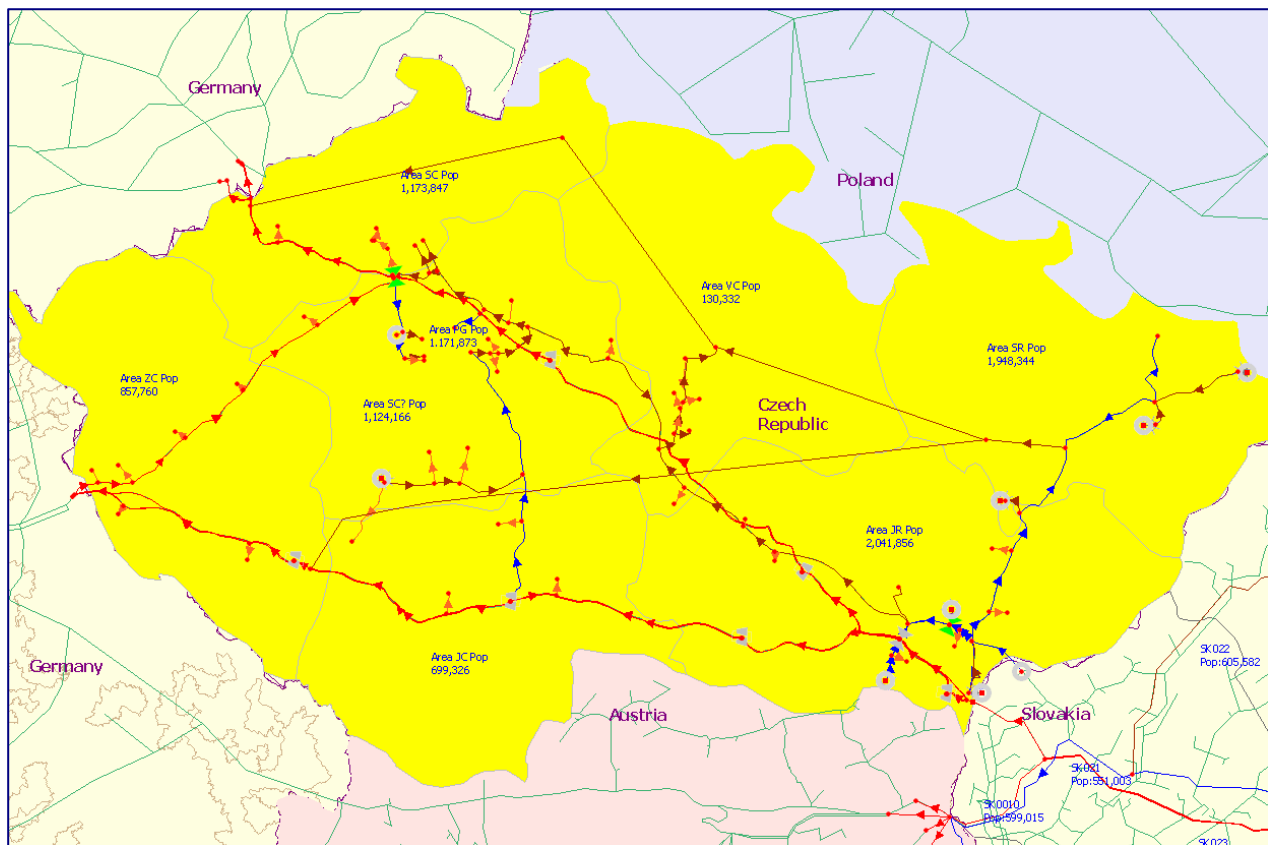 Germany
Area SC Pop
1,173,847
Poland
Area VC Pop
130,332
Area PG Pop
1.171,873
Area SR Pop
1,948,344
Area ZC Pop
857,760
Area SC? Pop
1,124,166
Czech
Republic
Area JR Pop
2,041,856
Germany
Area JC Pop
699,326
SK022
Pop:605,582
Austria
Slovakia
SK021
Pop:551,003
SK0010
Pop:599,015
SK023